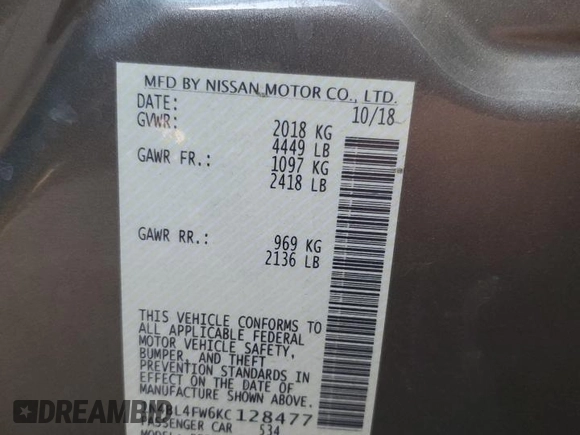 MFD BY NISSAN MOTOR CO., LTD.
DATE: 10/18
GVWR: 2018 KG
4449 LB
GAWR FR.: 1097 KG
2418 LB
GAWR RR.: 969 KG
2136 LB
THIS VEHICLE CONFORMS TO
ALL APPLICABLE FEDERAL
MOTOR VEHICLE SAFETY,
BUMPER, AND THEFT
PREVENTION STANDARDS IN
EFFECT ON THE DATE OF
MANUFACTURE SHOWN ABOVE.
BL4FW6KC128477
PASSENGER CAR 534
DREAMBID